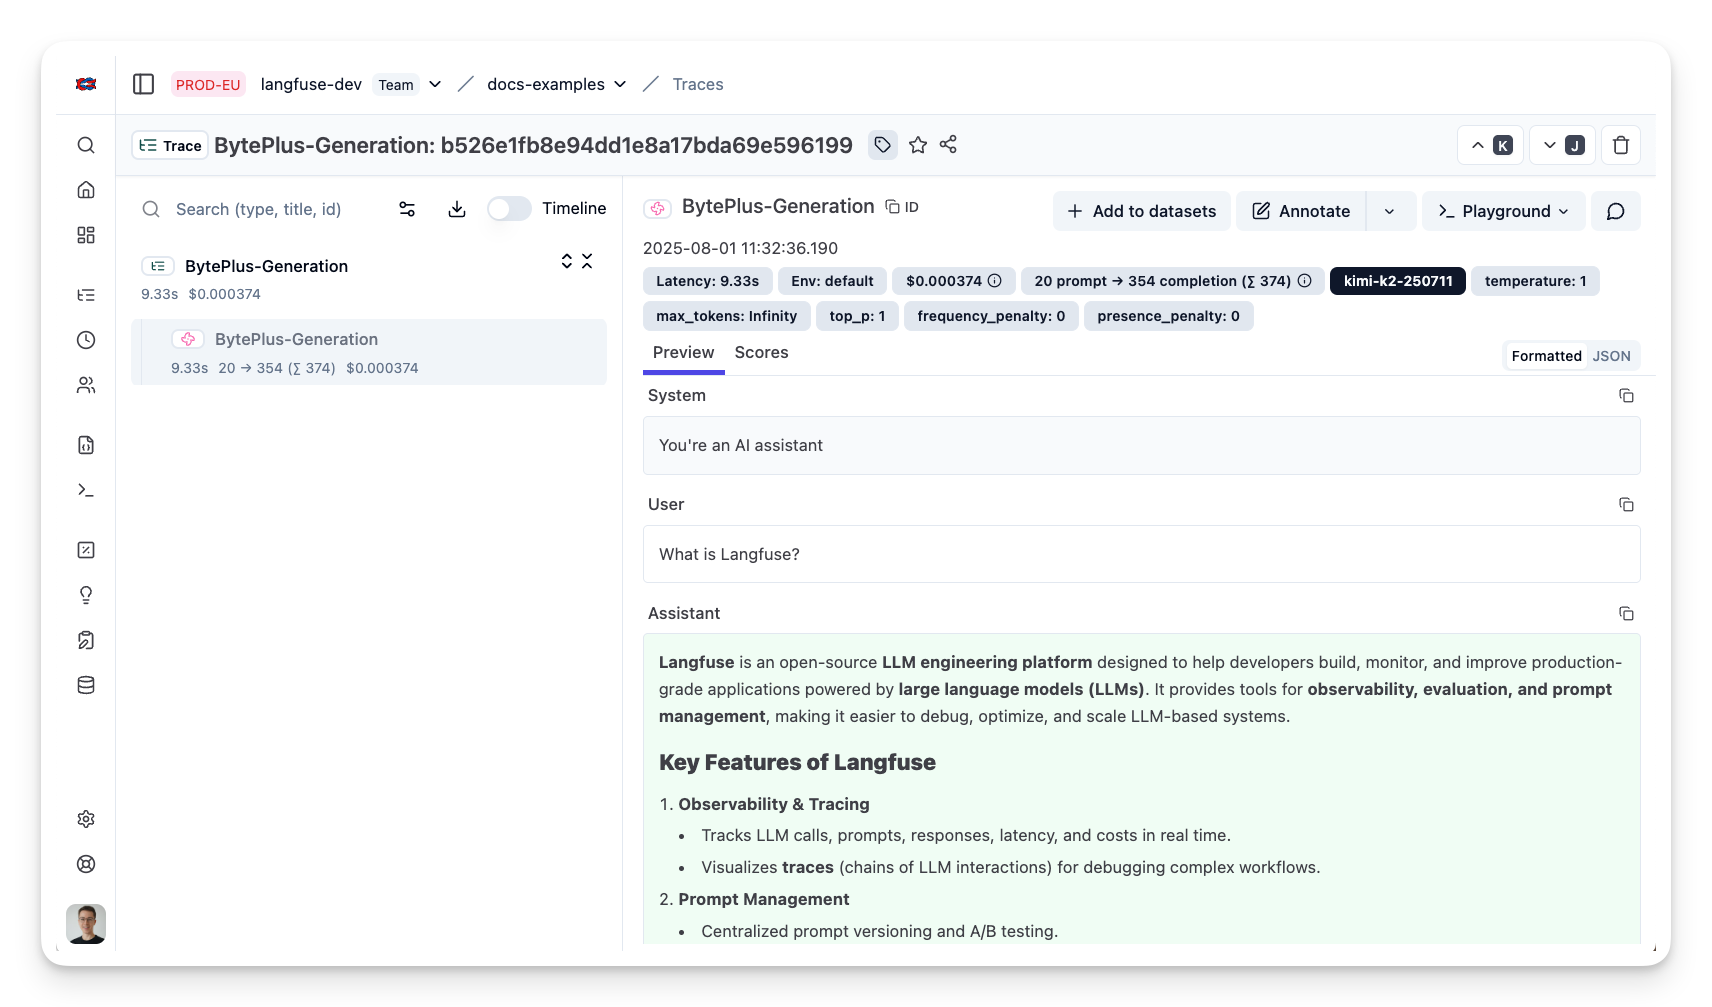 PROD-EU langfuse-dev Team docs-examples Traces
Trace BytePlus-Generation: b526e1fb8e94dd1e8a17bda69e596199 K J
Search (type, title, id) Timeline
BytePlus-Generation
9.33s $0.000374
BytePlus-Generation
9.33s 20 → 354 (∑ 374) $0.000374
BytePlus-Generation ID Add to datasets Annotate Playground
2025-08-01 11:32:36.190
Latency: 9.33s Env: default $0.000374 20 prompt → 354 completion (∑ 374) kimi-k2-250711 temperature: 1
max_tokens: Infinity top_p: 1 frequency_penalty: 0 presence_penalty: 0
Preview Scores Formatted JSON
System
You're an AI assistant
User
What is Langfuse?
Assistant
Langfuse is an open-source LLM engineering platform designed to help developers build, monitor, and improve production-
grade applications powered by large language models (LLMs). It provides tools for observability, evaluation, and prompt
management, making it easier to debug, optimize, and scale LLM-based systems.
Key Features of Langfuse
1. Observability & Tracing
• Tracks LLM calls, prompts, responses, latency, and costs in real time.
• Visualizes traces (chains of LLM interactions) for debugging complex workflows.
2. Prompt Management
• Centralized prompt versioning and A/B testing.